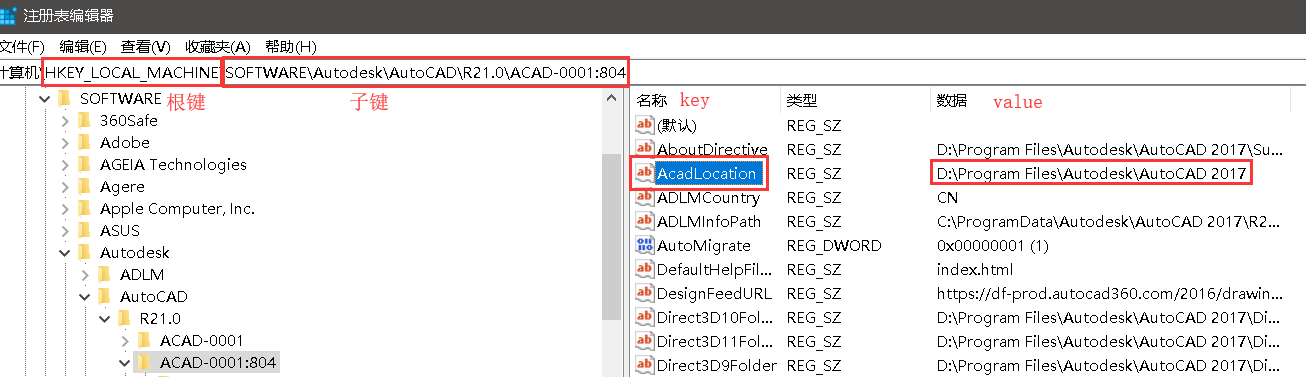 注册表编辑器
文件(F) 编辑(E) 查看(V) 收藏夹(A) 帮助(H)
计算机\HKEY_LOCAL_MACHINE\SOFTWARE\Autodesk\AutoCAD\R21.0\ACAD-0001:804
SOFTWARE 根键 子键
360Safe
Adobe
AGEIA Technologies
Agere
Apple Computer, Inc.
ASUS
Autodesk
ADLM
AutoCAD
R21.0
ACAD-0001
ACAD-0001:804
名称 key 类型 数据 value
(默认) REG_SZ
AboutDirective REG_SZ D:\Program Files\Autodesk\AutoCAD 2017\Su...
AcadLocation REG_SZ D:\Program Files\Autodesk\AutoCAD 2017
ADLMCountry REG_SZ CN
ADLMInfoPath REG_SZ C:\ProgramData\Autodesk\AutoCAD 2017\R2...
AutoMigrate REG_DWORD 0x00000001 (1)
DefaultHelpFil... REG_SZ index.html
DesignFeedURL REG_SZ https://df-prod.autocad360.com/2016/drawin...
Direct3D10Fol... REG_SZ D:\Program Files\Autodesk\AutoCAD 2017\Di...
Direct3D11Fol... REG_SZ D:\Program Files\Autodesk\AutoCAD 2017\Di...
Direct3D9Folder REG_SZ D:\Program Files\Autodesk\AutoCAD 2017\Di...